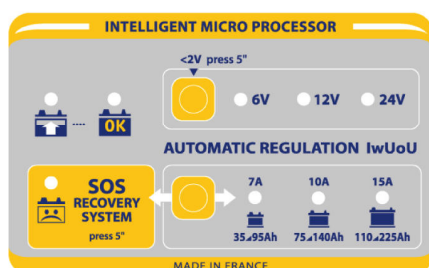 INTELLIGENT MICRO PROCESSOR
<2V press 5"
6V 12V 24V
OK
AUTOMATIC REGULATION IwUoU
SOS
RECOVERY
SYSTEM
press 5"
7A 10A 15A
35⊿95Ah 75⊿140Ah 110⊿225Ah
MADE IN FRANCE